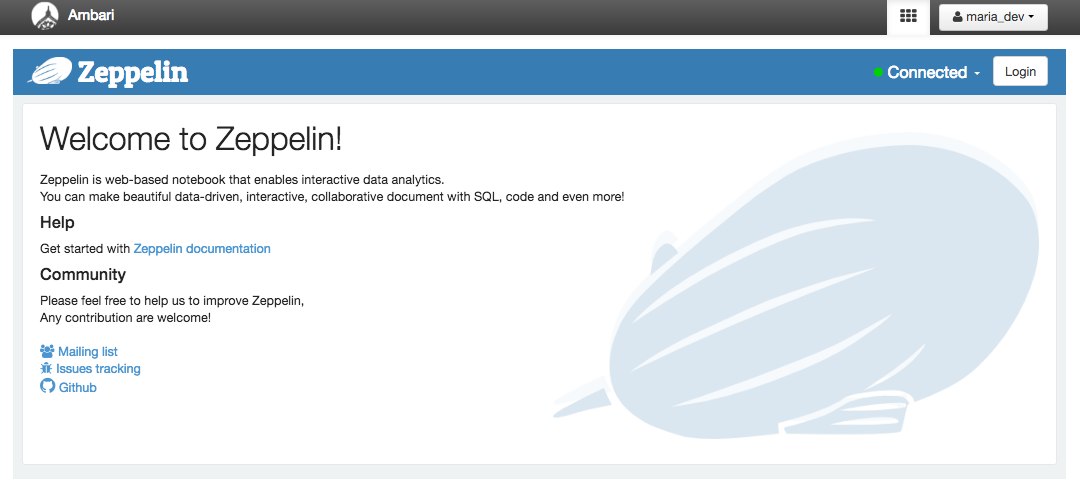 Ambari
maria_dev
Zeppelin
Connected
Login
Welcome to Zeppelin!
Zeppelin is web-based notebook that enables interactive data analytics.
You can make beautiful data-driven, interactive, collaborative document with SQL, code and even more!
Help
Get started with Zeppelin documentation
Community
Please feel free to help us to improve Zeppelin,
Any contribution are welcome!
Mailing list
Issues tracking
Github